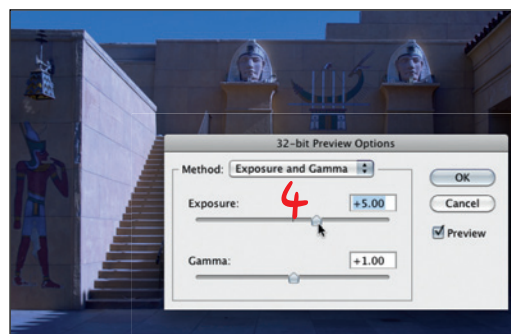 32-bit Preview Options
Method: Exposure and Gamma
OK
4
Exposure: +5.00
Cancel
Preview
Gamma: +1.00